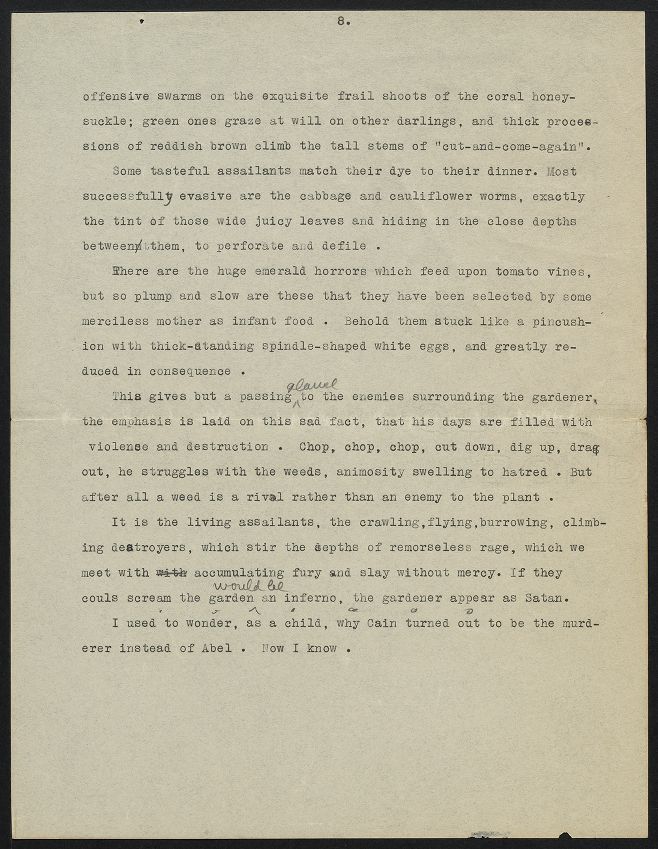 8.
offensive swarms on the exquisite frail shoots of the coral honey-
suckle; green ones graze at will on other darlings, and thick proces-
sions of reddish brown climb the tall stems of "cut-and-come-again".
Some tasteful assailants match their dye to their dinner. Most
successfully evasive are the cabbage and cauliflower worms, exactly
the tint of those wide juicy leaves and hiding in the close depths
between them, to perforate and defile .
There are the huge emerald horrors which feed upon tomato vines,
but so plump and slow are these that they have been selected by some
merciless mother as infant food . Behold them stuck like a pincush-
ion with thick-standing spindle-shaped white eggs, and greatly re-
duced in consequence .
glance
This gives but a passing to the enemies surrounding the gardener,
the emphasis is laid on this sad fact, that his days are filled with
violense and destruction . Chop, chop, chop, cut down, dig up, drag
out, he struggles with the weeds, animosity swelling to hatred . But
after all a weed is a rival rather than an enemy to the plant .
It is the living assailants, the crawling,flying,burrowing, climb-
ing destroyers, which stir the depths of remorseless rage, which we
meet with with accumulating fury and slay without mercy. If they
would be
couls scream the garden an inferno, the gardener appear as Satan.
I used to wonder, as a child, why Cain turned out to be the murd-
erer instead of Abel . Now I know .